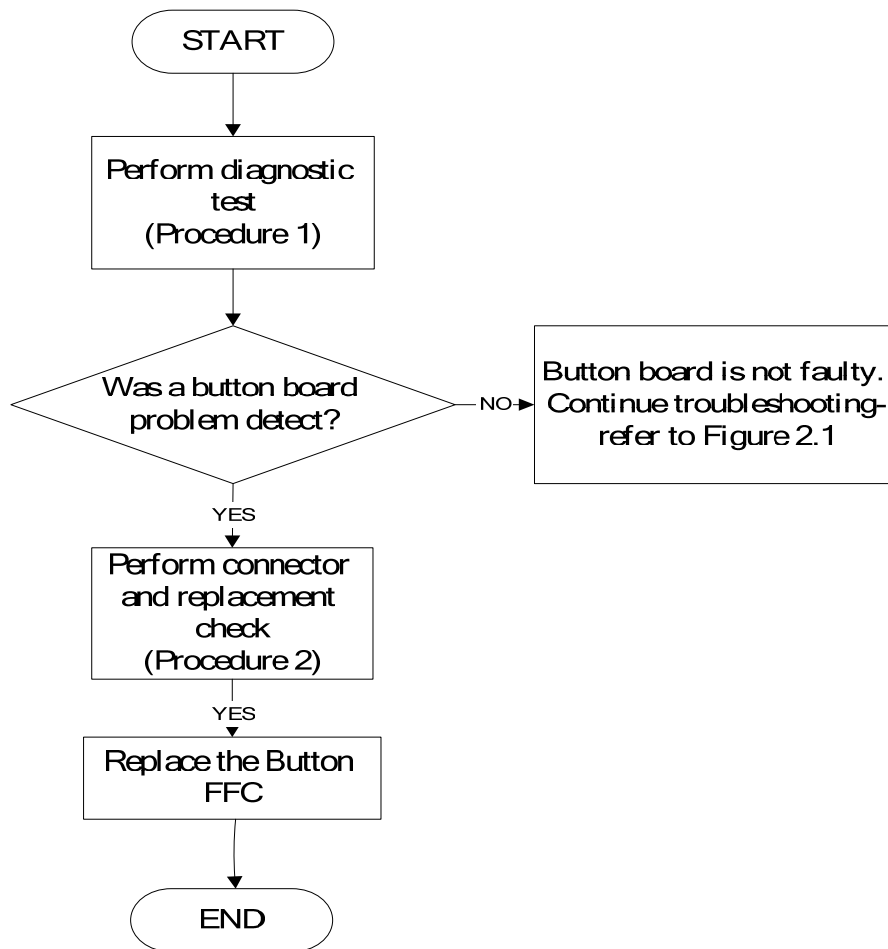 START
Perform diagnostic
test
(Procedure 1)
Was a button board
problem detect?
NO
Button board is not faulty.
Continue troubleshooting-
refer to Figure 2.1
YES
Perform connector
and replacement
check
(Procedure 2)
YES
Replace the Button
FFC
END